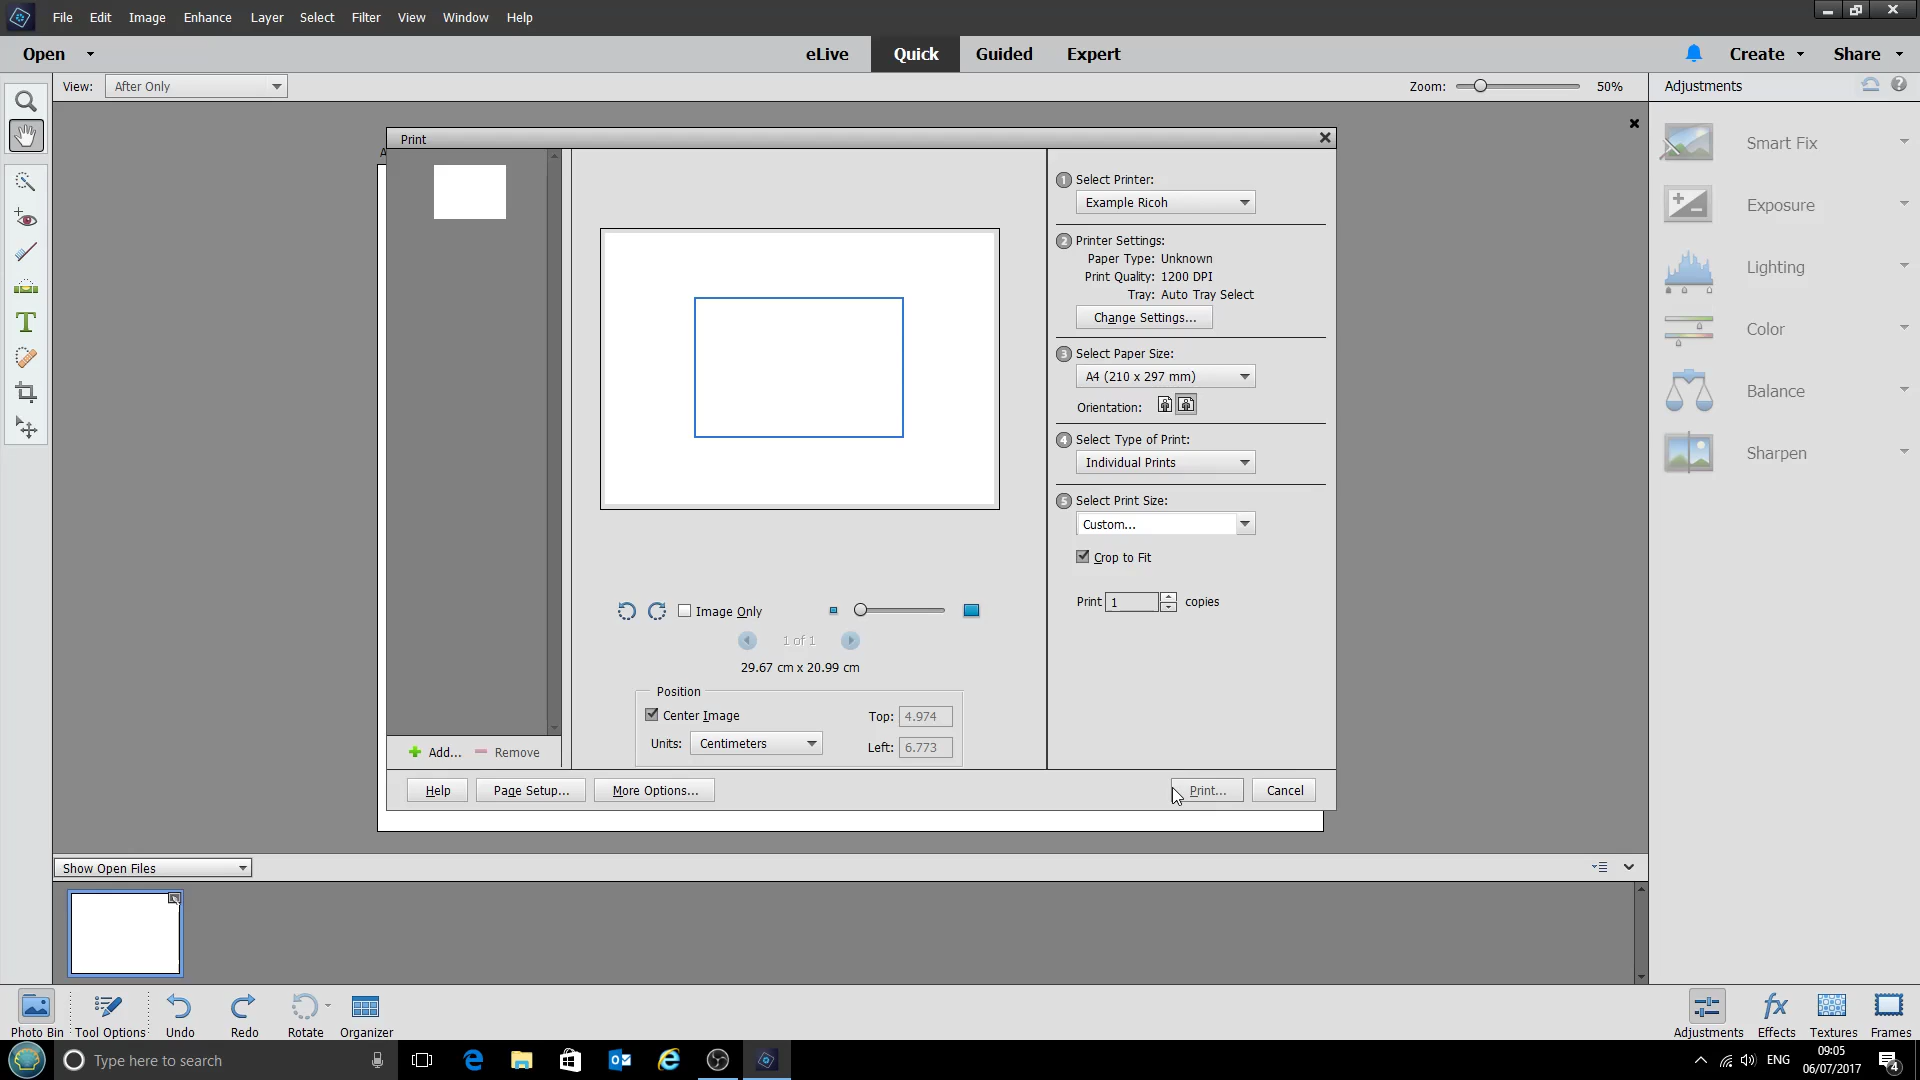 File Edit Image Enhance Layer Select Filter View Window Help
Open eLive Quick Guided Expert Create Share
View: After Only Zoom: 50% Adjustments
Print
A
Smart Fix
Exposure
Lighting
Color
Balance
Sharpen
1 Select Printer:
Example Ricoh
2 Printer Settings:
Paper Type: Unknown
Print Quality: 1200 DPI
Tray: Auto Tray Select
Change Settings...
3 Select Paper Size:
A4 (210 x 297 mm)
Orientation:
4 Select Type of Print:
Individual Prints
5 Select Print Size:
Custom...
Crop to Fit
Print 1 copies
Image Only
1 of 1
29.67 cm x 20.99 cm
Position
Center Image Top: 4.974
Units: Centimeters Left: 6.773
Add... Remove
Help Page Setup... More Options... Print... Cancel
Show Open Files
Photo Bin Tool Options Undo Redo Rotate Organizer Adjustments Effects Textures Frames
Type here to search ENG 09:05
06/07/2017 4